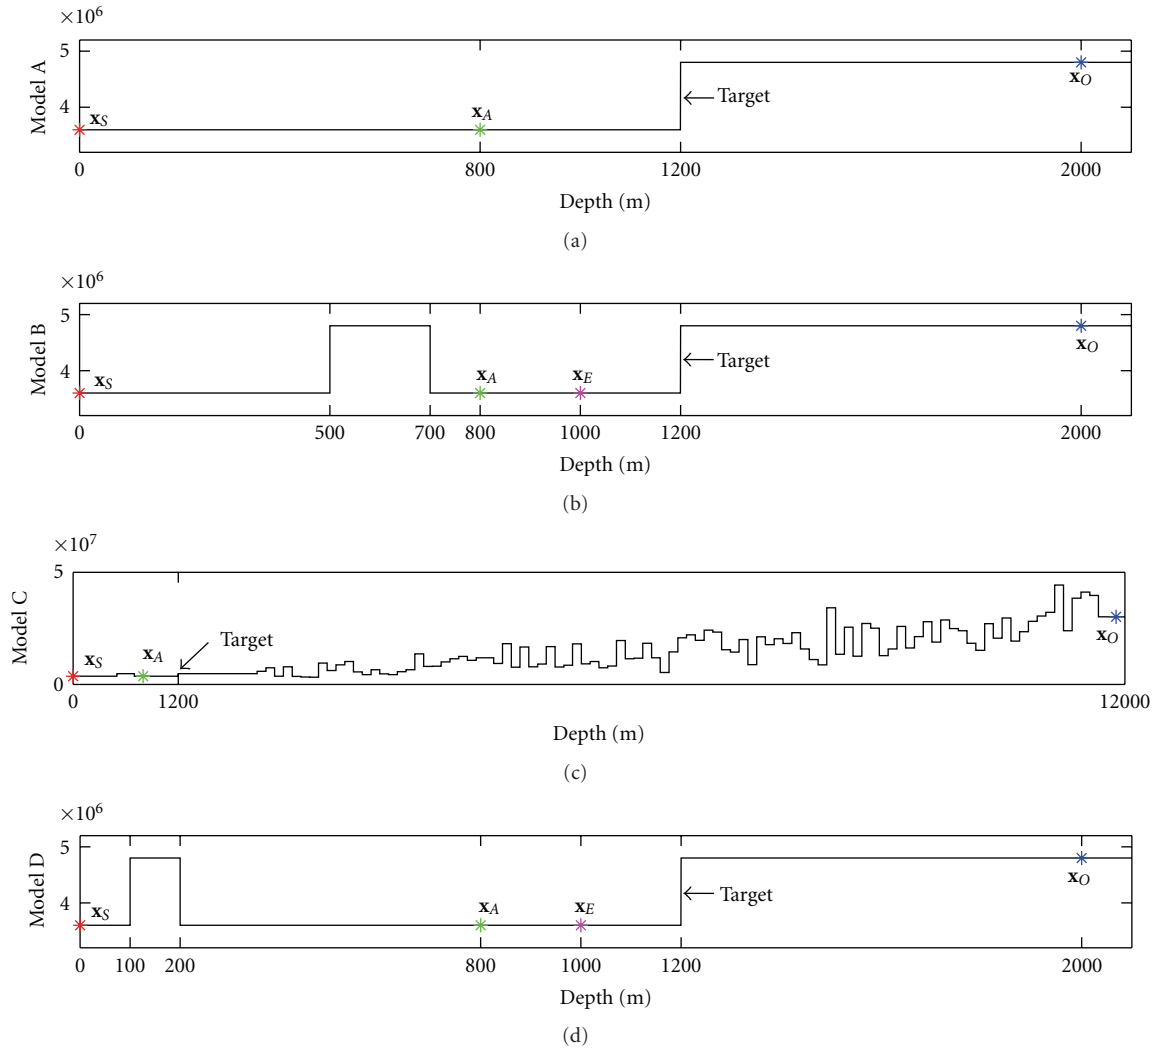 ×10⁶
5
4
Model A
x_S
x_A
Target
x_O
0 800 1200 2000
Depth (m)
(a)
×10⁶
5
4
Model B
x_S
x_A
x_E
Target
x_O
0 500 700 800 1000 1200 2000
Depth (m)
(b)
×10⁷
5
0
Model C
x_S
x_A
Target
x_O
0 1200 12000
Depth (m)
(c)
×10⁶
5
4
Model D
x_S
x_A
x_E
Target
x_O
0 100 200 800 1000 1200 2000
Depth (m)
(d)